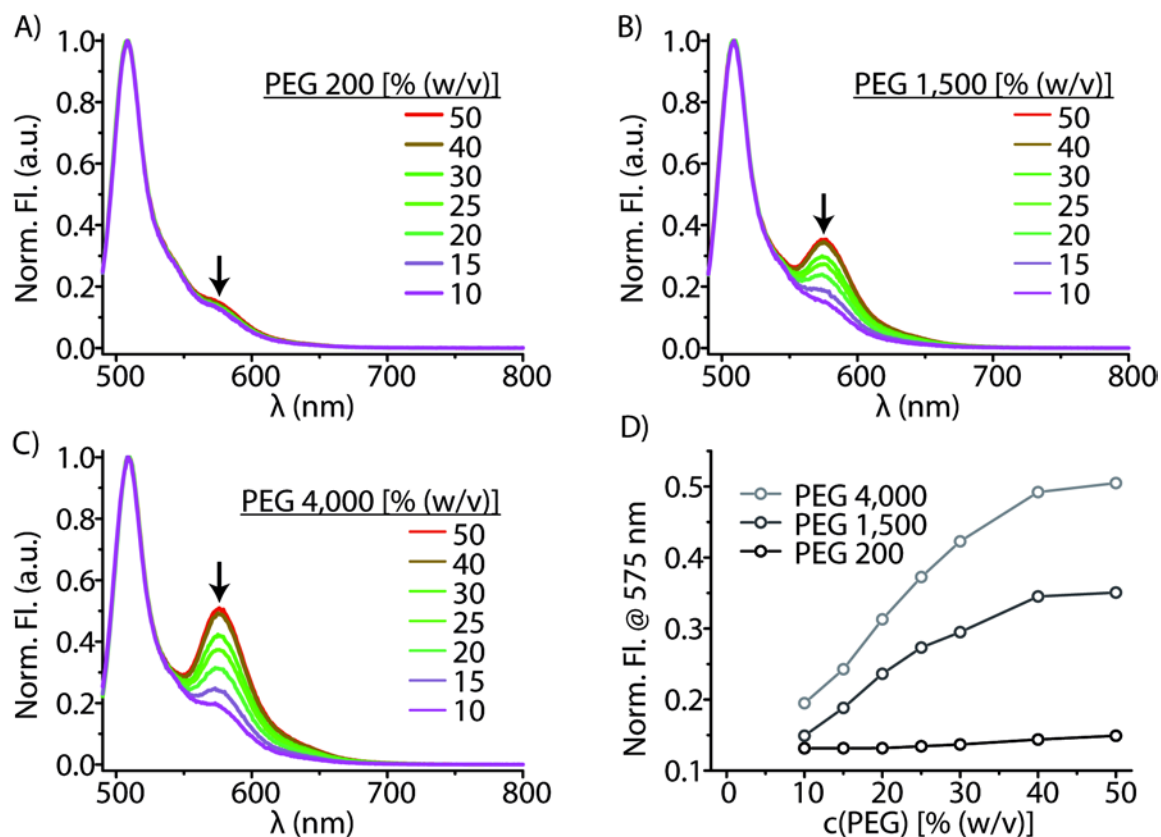 A)
PEG 200 [% (w/v)]
50
40
30
25
20
15
10
1.0
0.8
0.6
0.4
0.2
0.0
Norm. Fl. (a.u.)
500 600 700 800
λ (nm)
B)
PEG 1,500 [% (w/v)]
50
40
30
25
20
15
10
1.0
0.8
0.6
0.4
0.2
0.0
Norm. Fl. (a.u.)
500 600 700 800
λ (nm)
C)
PEG 4,000 [% (w/v)]
50
40
30
25
20
15
10
1.0
0.8
0.6
0.4
0.2
0.0
Norm. Fl. (a.u.)
500 600 700 800
λ (nm)
D)
PEG 4,000
PEG 1,500
PEG 200
0.5
0.4
0.3
0.2
0.1
Norm. Fl. @ 575 nm
0 10 20 30 40 50
c(PEG) [% (w/v)]